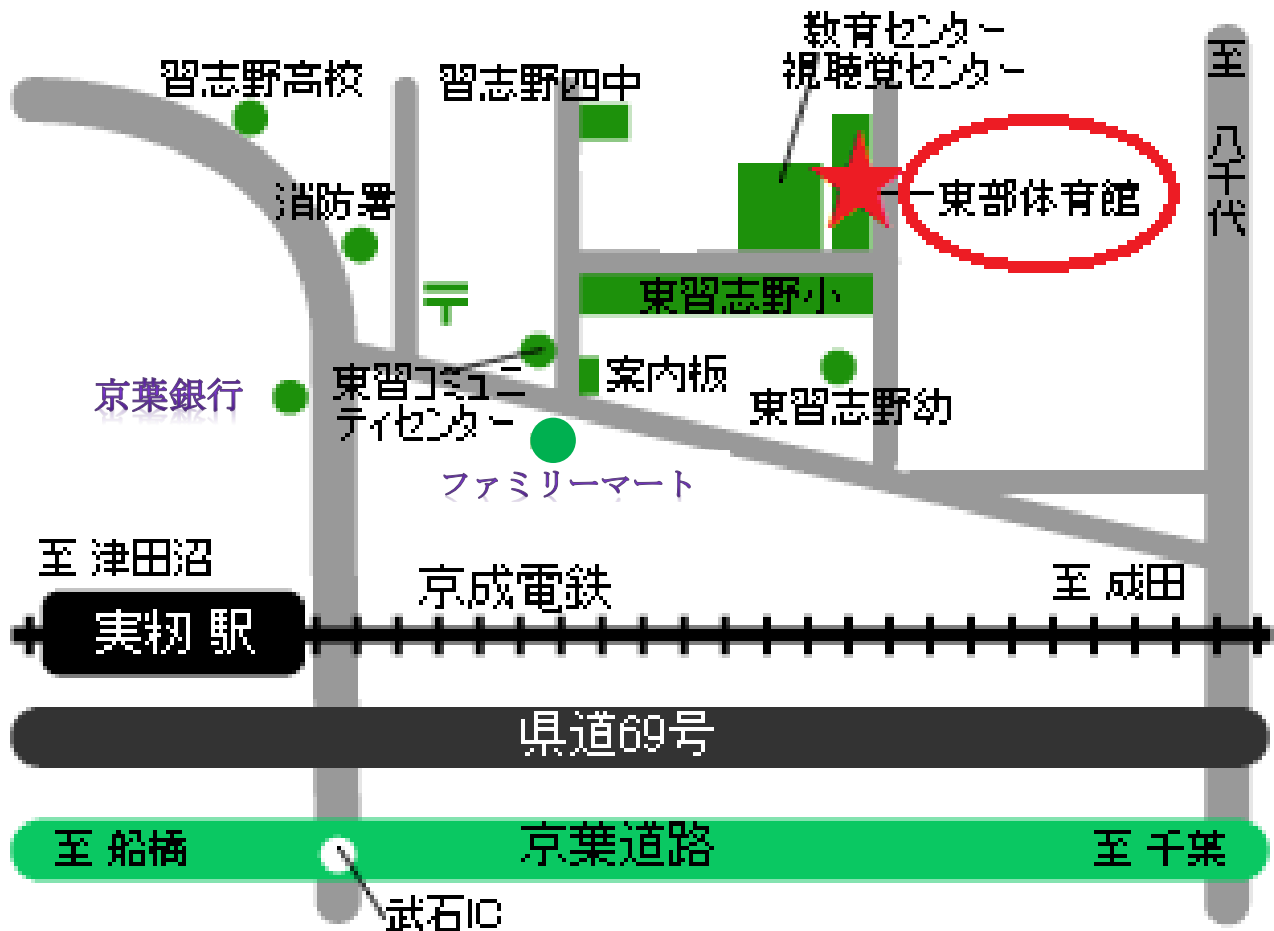 教育センター
視聴覚センター
習志野高校
習志野四中
至 八千代
消防署
東部体育館
〒
東習志野小
東習コミュニ
ティセンター
案内板
京葉銀行
東習志野幼
ファミリーマート
至 津田沼
京成電鉄
至 成田
実籾 駅
県道69号
至 船橋
京葉道路
至 千葉
武石IC